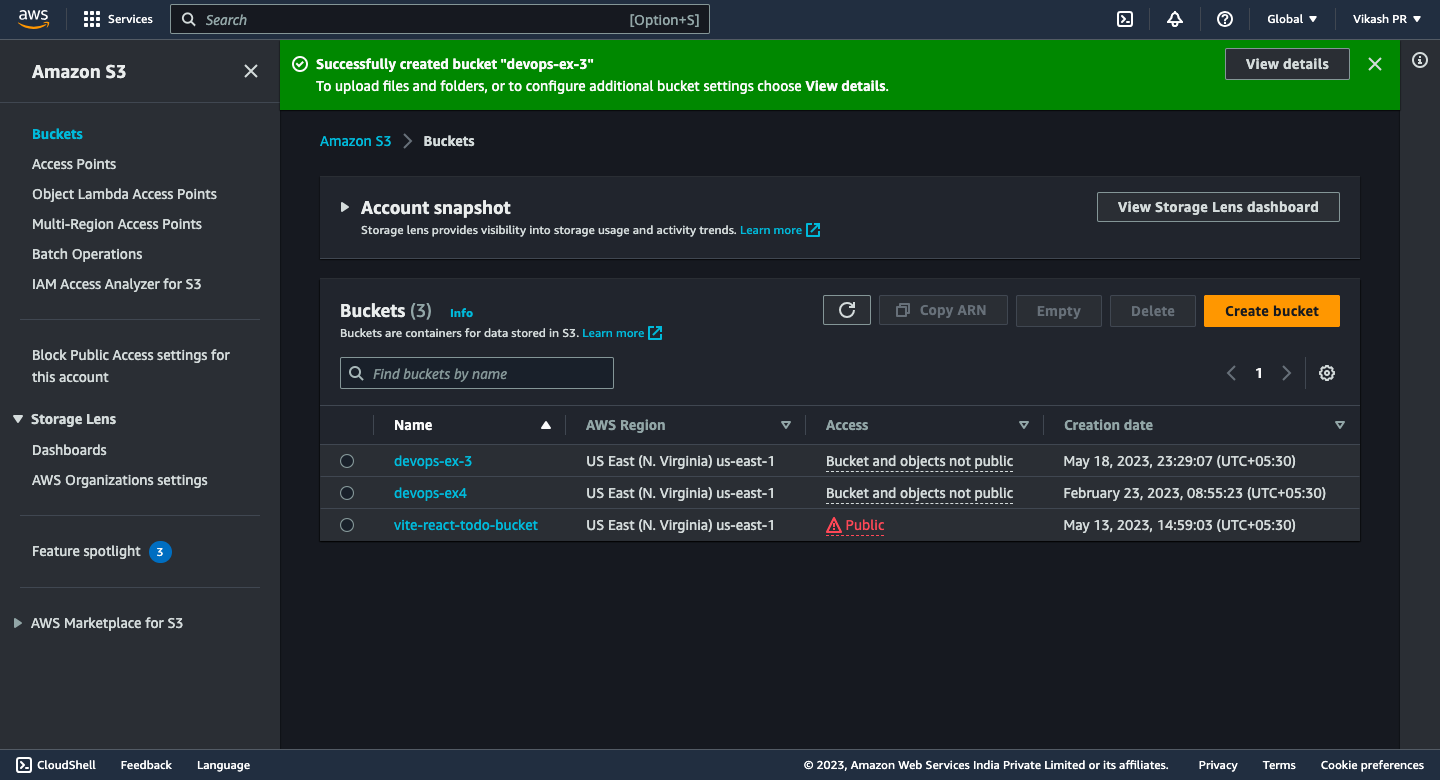 aws Services Search [Option+S] Global Vikash PR
Amazon S3
Buckets
Access Points
Object Lambda Access Points
Multi-Region Access Points
Batch Operations
IAM Access Analyzer for S3
Block Public Access settings for
this account
Storage Lens
Dashboards
AWS Organizations settings
Feature spotlight 3
AWS Marketplace for S3
Successfully created bucket "devops-ex-3"
To upload files and folders, or to configure additional bucket settings choose View details.
View details
Amazon S3 Buckets
Account snapshot
Storage lens provides visibility into storage usage and activity trends. Learn more
View Storage Lens dashboard
Buckets (3) Info
Buckets are containers for data stored in S3. Learn more
Copy ARN Empty Delete Create bucket
Find buckets by name
1
Name AWS Region Access Creation date
devops-ex-3 US East (N. Virginia) us-east-1 Bucket and objects not public May 18, 2023, 23:29:07 (UTC+05:30)
devops-ex4 US East (N. Virginia) us-east-1 Bucket and objects not public February 23, 2023, 08:55:23 (UTC+05:30)
vite-react-todo-bucket US East (N. Virginia) us-east-1 Public May 13, 2023, 14:59:03 (UTC+05:30)
CloudShell Feedback Language © 2023, Amazon Web Services India Private Limited or its affiliates. Privacy Terms Cookie preferences